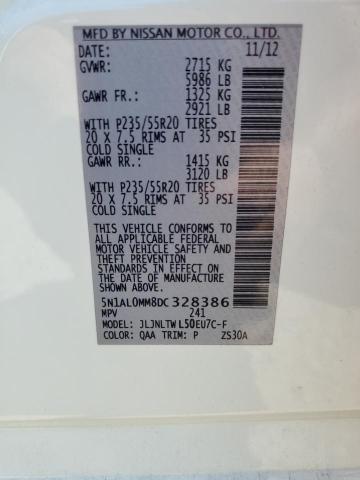 MFD BY NISSAN MOTOR CO., LTD.
DATE: 11/12
GVWR: 2715 KG
5986 LB
GAWR FR.: 1325 KG
2921 LB
WITH P235/55R20 TIRES
20 X 7.5 RIMS AT 35 PSI
COLD SINGLE
GAWR RR.: 1415 KG
3120 LB
WITH P235/55R20 TIRES
20 X 7.5 RIMS AT 35 PSI
COLD SINGLE
THIS VEHICLE CONFORMS TO
ALL APPLICABLE FEDERAL
MOTOR VEHICLE SAFETY AND
THEFT PREVENTION
STANDARDS IN EFFECT ON
THE DATE OF MANUFACTURE
SHOWN ABOVE.
5N1AL0MM8DC328386
MPV 241
MODEL: JLJNLTW L50EU7C-F
COLOR: QAA TRIM: P ZS30A